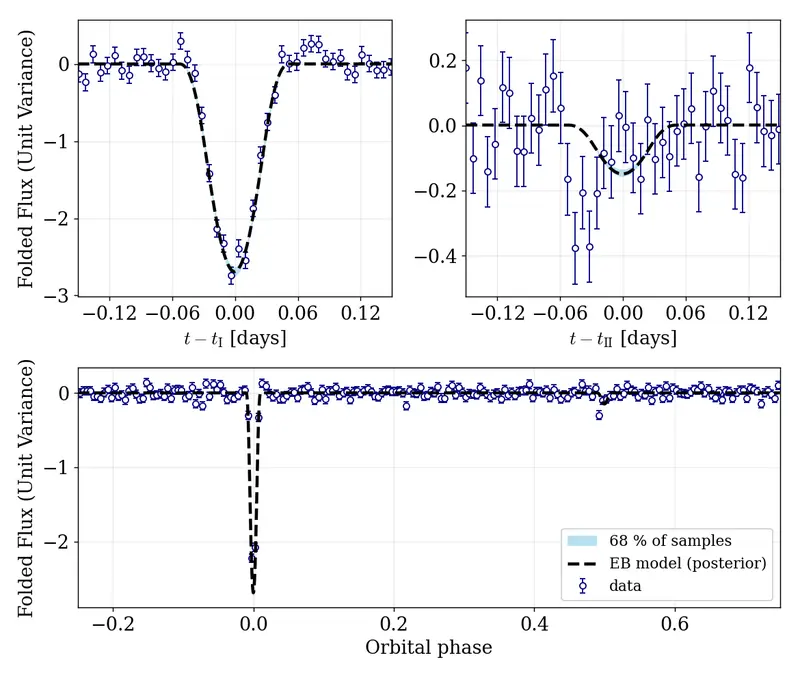 Folded Flux (Unit Variance)
0
−1
−2
−3
−0.12 −0.06 0.00 0.06 0.12
t − tI [days]
0.2
0.0
−0.2
−0.4
−0.12 −0.06 0.00 0.06 0.12
t − tII [days]
Folded Flux (Unit Variance)
0
−1
−2
68 % of samples
EB model (posterior)
data
−0.2 0.0 0.2 0.4 0.6
Orbital phase